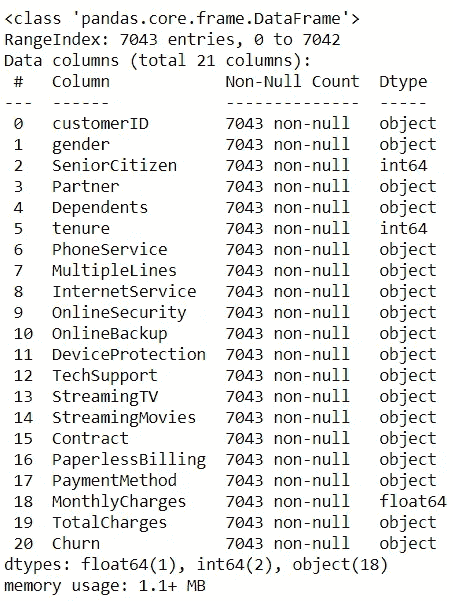 <class 'pandas.core.frame.DataFrame'>
RangeIndex: 7043 entries, 0 to 7042
Data columns (total 21 columns):
 #   Column            Non-Null Count  Dtype
---  ------            --------------  -----
 0   customerID        7043 non-null   object
 1   gender            7043 non-null   object
 2   SeniorCitizen     7043 non-null   int64
 3   Partner           7043 non-null   object
 4   Dependents        7043 non-null   object
 5   tenure            7043 non-null   int64
 6   PhoneService      7043 non-null   object
 7   MultipleLines     7043 non-null   object
 8   InternetService   7043 non-null   object
 9   OnlineSecurity    7043 non-null   object
 10  OnlineBackup      7043 non-null   object
 11  DeviceProtection  7043 non-null   object
 12  TechSupport       7043 non-null   object
 13  StreamingTV       7043 non-null   object
 14  StreamingMovies   7043 non-null   object
 15  Contract          7043 non-null   object
 16  PaperlessBilling  7043 non-null   object
 17  PaymentMethod     7043 non-null   object
 18  MonthlyCharges    7043 non-null   float64
 19  TotalCharges      7043 non-null   object
 20  Churn             7043 non-null   object
dtypes: float64(1), int64(2), object(18)
memory usage: 1.1+ MB